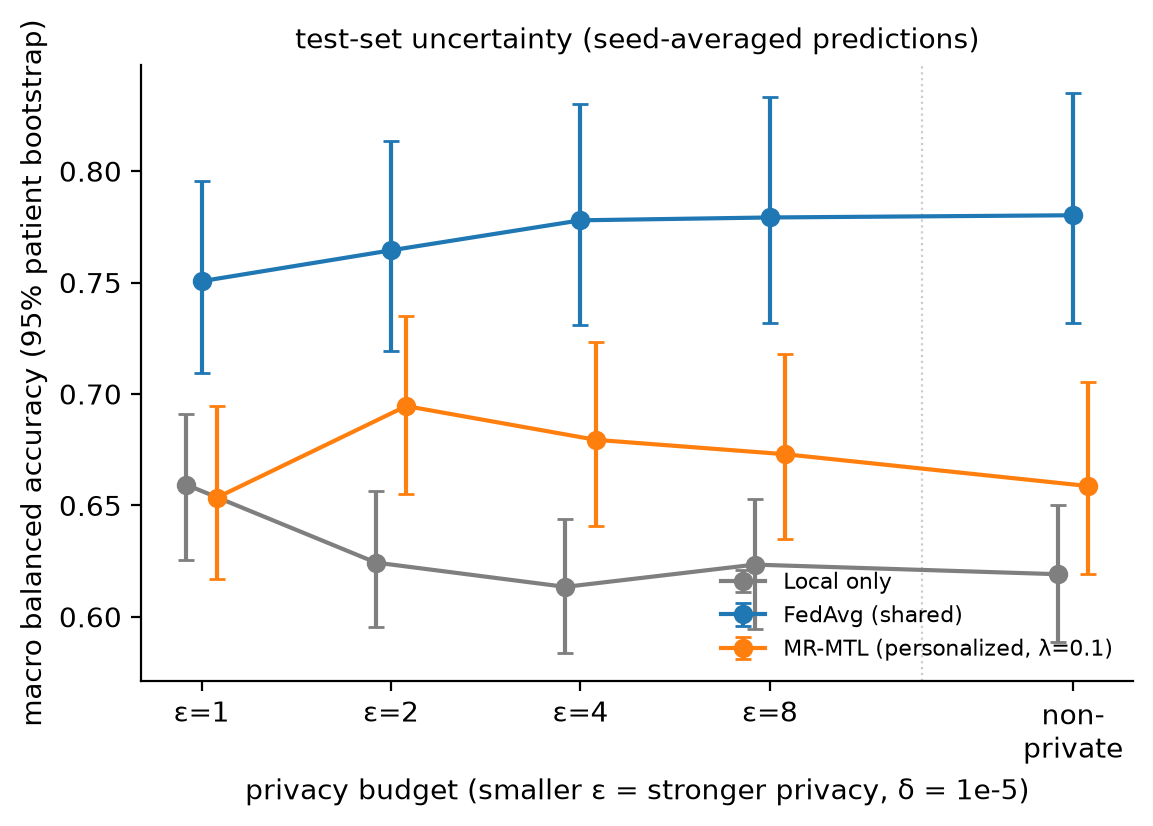 test-set uncertainty (seed-averaged predictions)
macro balanced accuracy (95% patient bootstrap)
0.80
0.75
0.70
0.65
0.60
Local only
FedAvg (shared)
MR-MTL (personalized, λ=0.1)
ε=1
ε=2
ε=4
ε=8
non-
private
privacy budget (smaller ε = stronger privacy, δ = 1e-5)